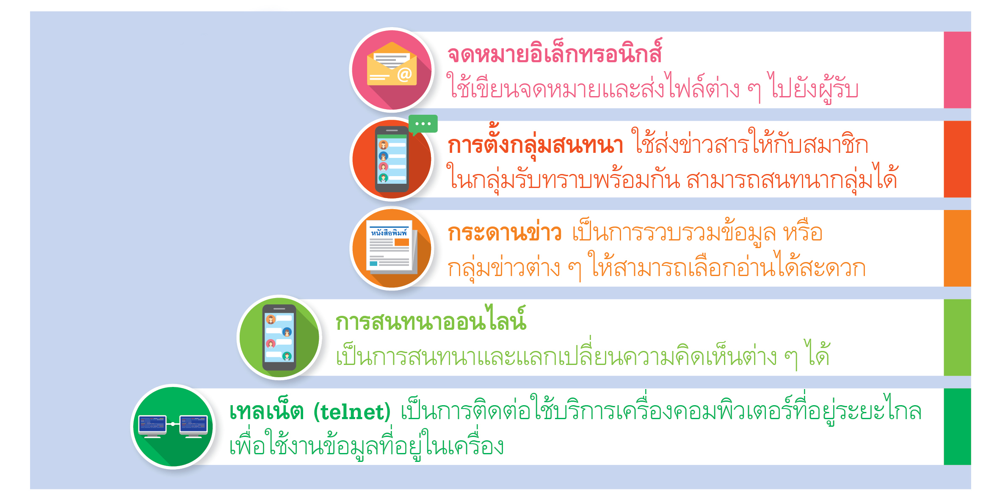 จดหมายอิเล็กทรอนิกส์
ใช้เขียนจดหมายและส่งไฟล์ต่าง ๆ ไปยังผู้รับ
การตั้งกลุ่มสนทนา ใช้ส่งข่าวสารให้กับสมาชิก
ในกลุ่มรับทราบพร้อมกัน สามารถสนทนากลุ่มได้
หนังสือพิมพ์
กระดานข่าว เป็นการรวบรวมข้อมูล หรือ
กลุ่มข่าวต่าง ๆ ให้สามารถเลือกอ่านได้สะดวก
การสนทนาออนไลน์
เป็นการสนทนาและแลกเปลี่ยนความคิดเห็นต่าง ๆ ได้
เทลเน็ต (telnet) เป็นการติดต่อใช้บริการเครื่องคอมพิวเตอร์ที่อยู่ระยะไกล
เพื่อใช้งานข้อมูลที่อยู่ในเครื่อง